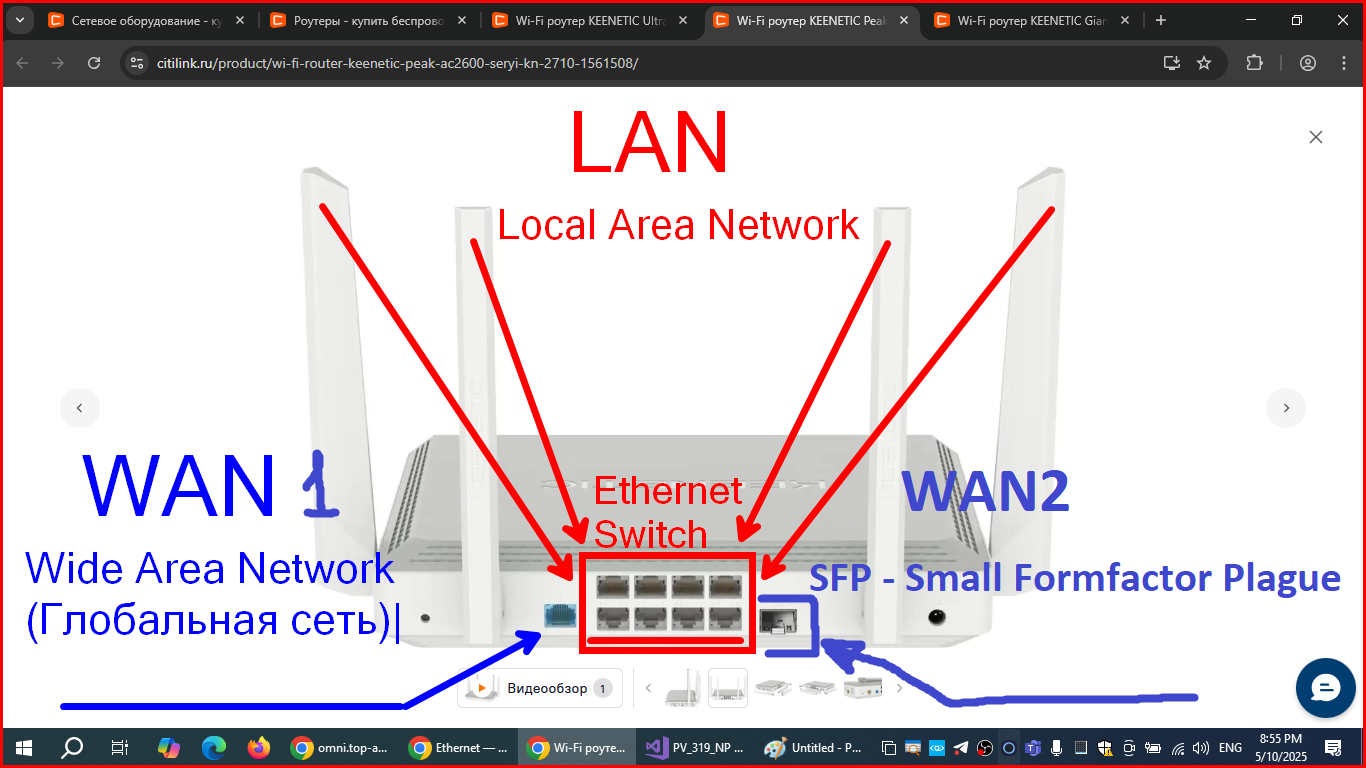 Сетевое оборудование - ку
Роутеры - купить беспрово
Wi-Fi роутер KEENETIC Ultra
Wi-Fi роутер KEENETIC Peak
Wi-Fi роутер KEENETIC Gian
citilink.ru/product/wi-fi-router-keenetic-peak-ac2600-seryi-kn-2710-1561508/
LAN
Local Area Network
WAN 1
Wide Area Network
(Глобальная сеть)
Ethernet
Switch
WAN2
SFP - Small Formfactor Plague
Видеообзор 1
omni.top-a...
Ethernet — ...
Wi-Fi роуте...
PV_319_NP ...
Untitled - P...
ENG
8:55 PM
5/10/2025